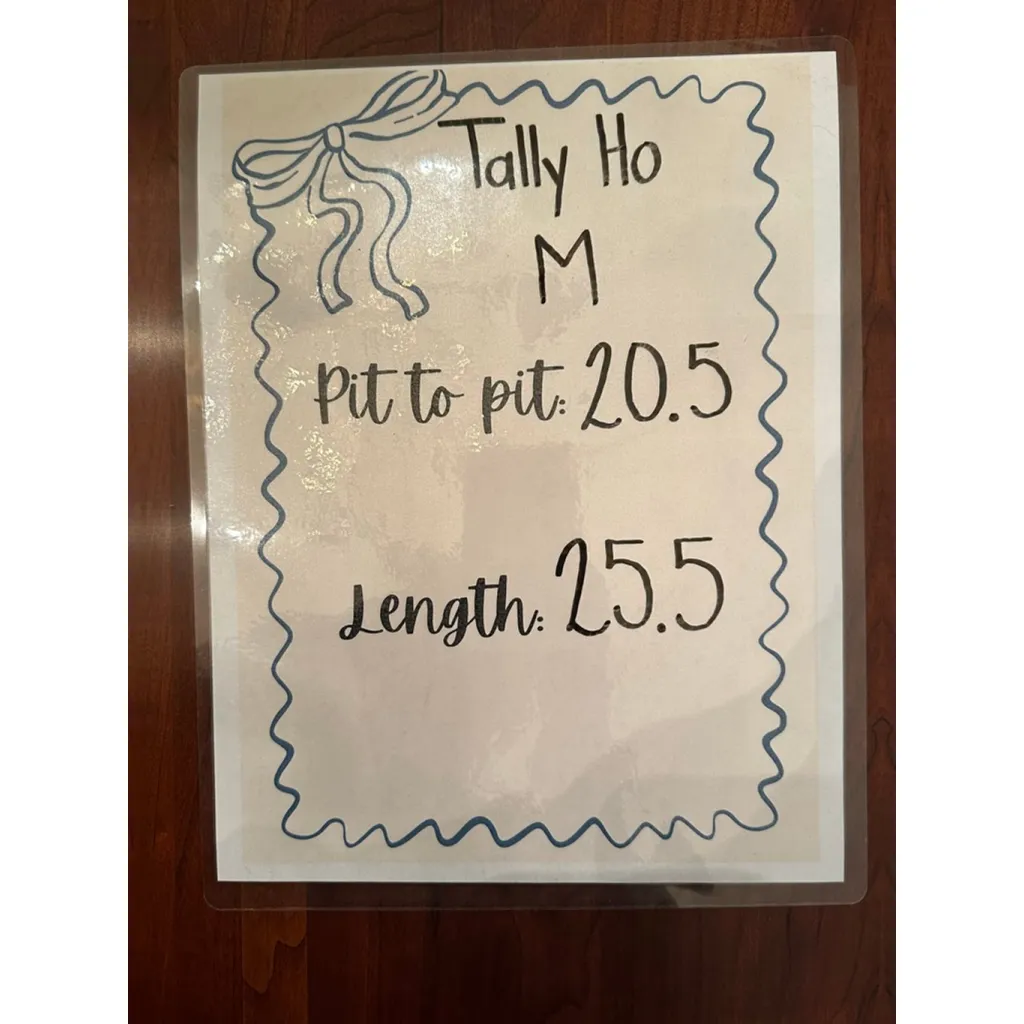 Tally Ho
M
Pit to pit: 20.5
Length: 25.5